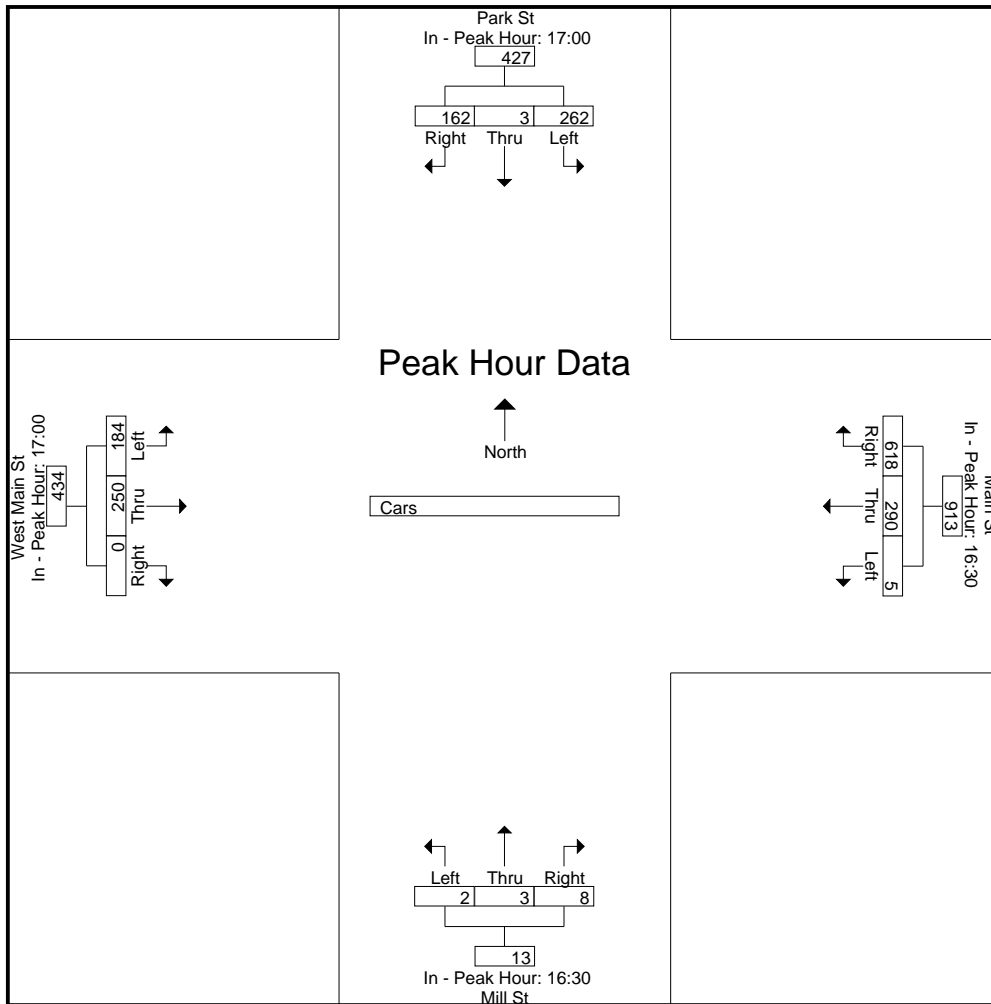 Park St
In - Peak Hour: 17:00
427
162 3 262
Right Thru Left
Peak Hour Data
North
Cars
West Main St
In - Peak Hour: 17:00
434
184 250 0
Left Thru Right
Main St
In - Peak Hour: 16:30
913
618 290 5
Right Thru Left
Left Thru Right
2 3 8
13
In - Peak Hour: 16:30
Mill St